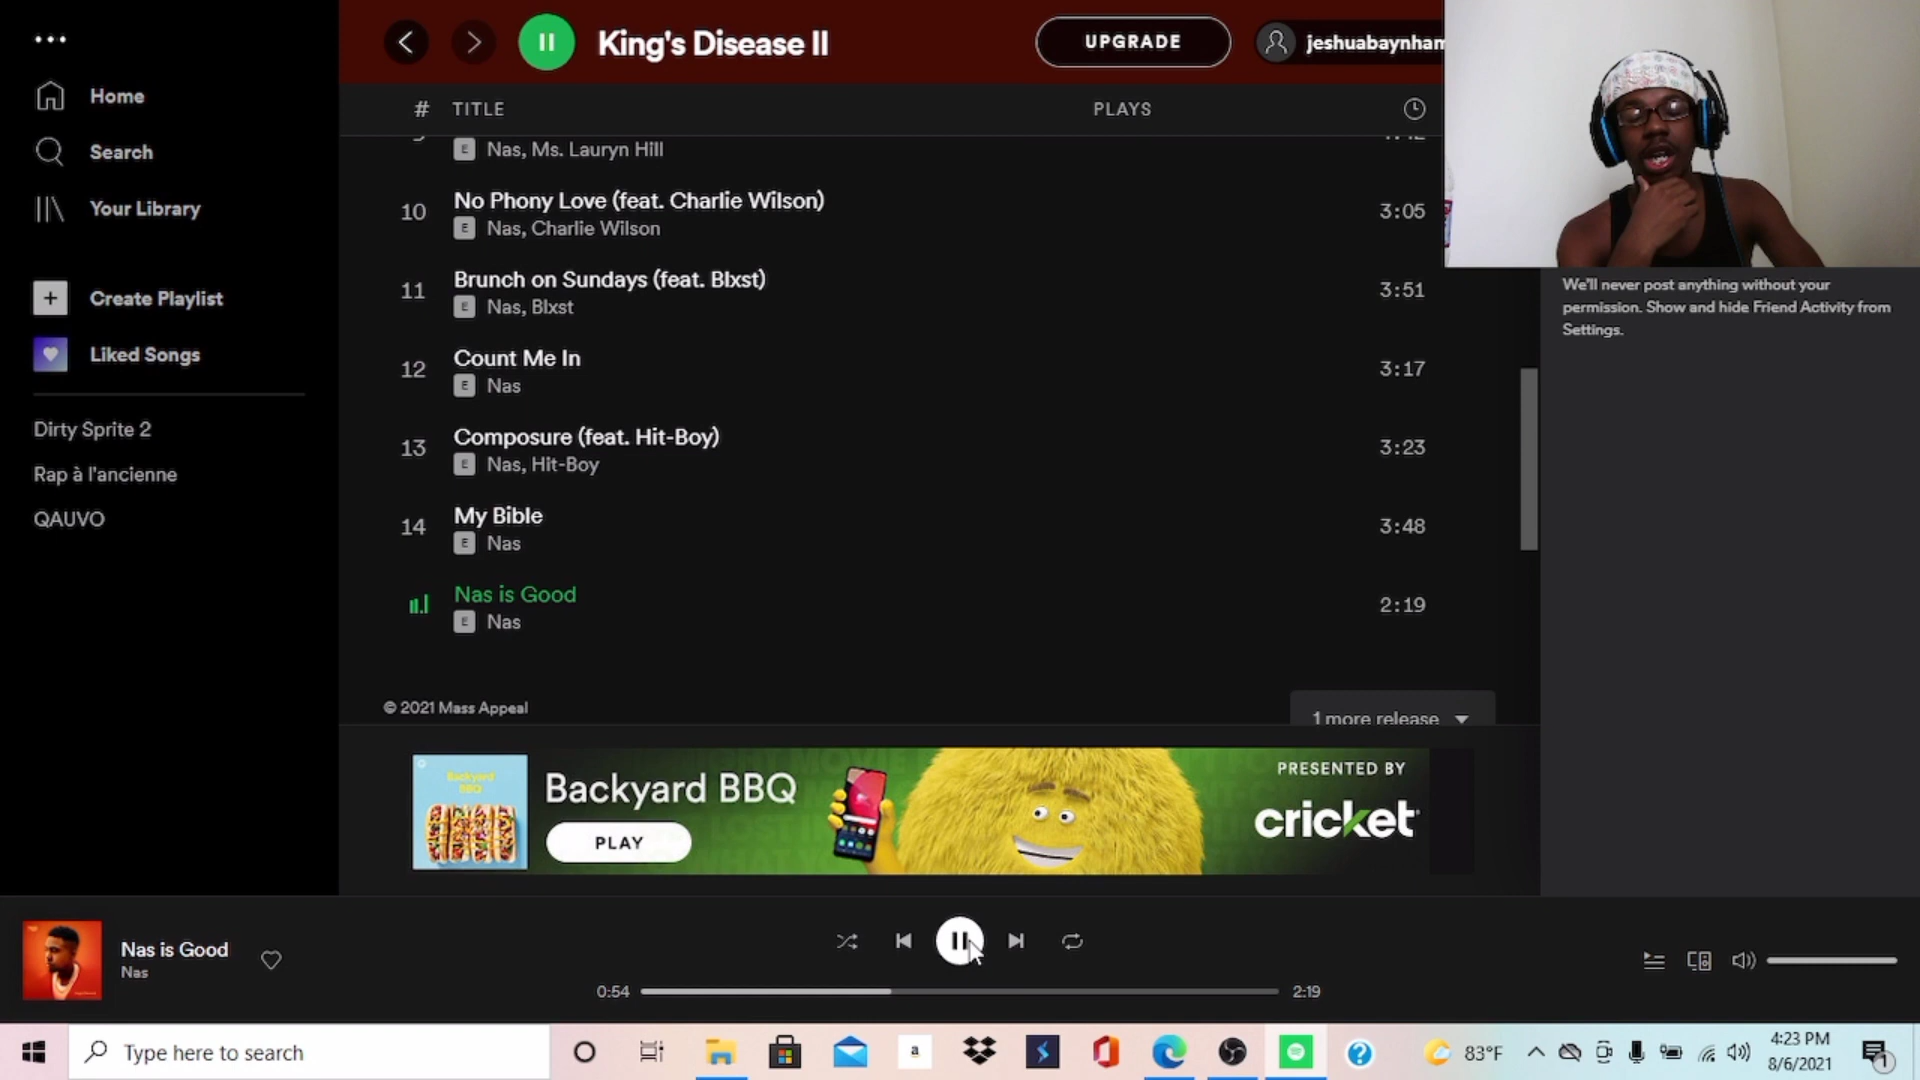 King's Disease II
UPGRADE
jeshuabaynham
Home
Search
Your Library
Create Playlist
Liked Songs
Dirty Sprite 2
Rap à l'ancienne
QAUVO
# TITLE PLAYS
E Nas, Ms. Lauryn Hill
10 No Phony Love (feat. Charlie Wilson) 3:05
E Nas, Charlie Wilson
11 Brunch on Sundays (feat. Blxst) 3:51
E Nas, Blxst
12 Count Me In 3:17
E Nas
13 Composure (feat. Hit-Boy) 3:23
E Nas, Hit-Boy
14 My Bible 3:48
E Nas
Nas is Good 2:19
E Nas
© 2021 Mass Appeal
1 more release
We'll never post anything without your
permission. Show and hide Friend Activity from
Settings.
Backyard BBQ
Backyard BBQ
PLAY
PRESENTED BY
cricket
Nas is Good
Nas
0:54 2:19
Type here to search
a
83°F
4:23 PM
8/6/2021
1